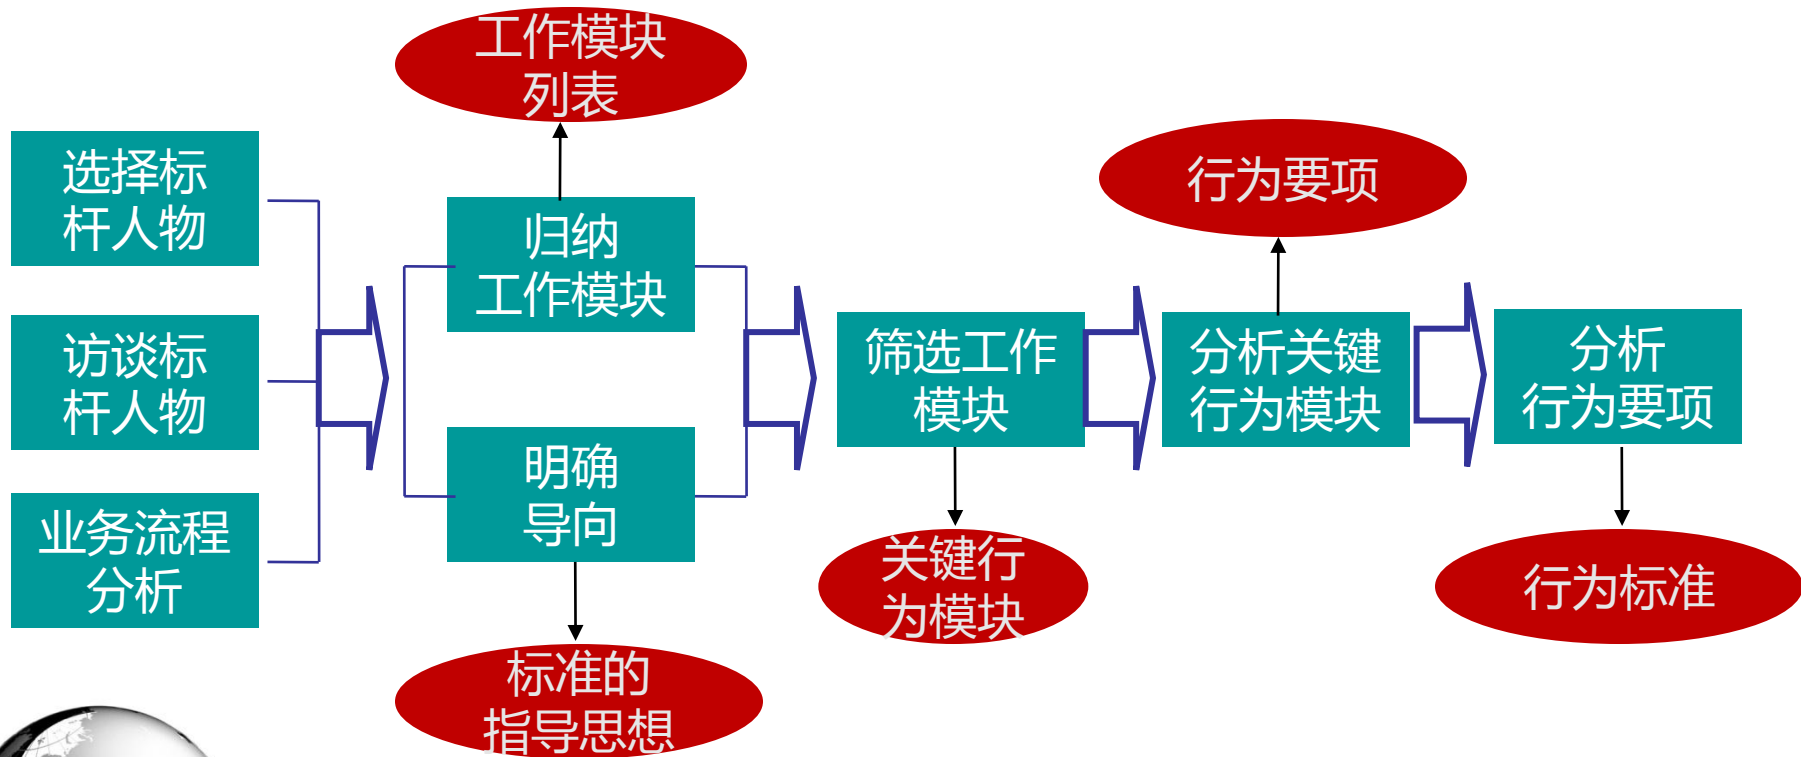 工作模块
列表
选择标
杆人物
访谈标
杆人物
业务流程
分析
归纳
工作模块
明确
导向
标准的
指导思想
筛选工作
模块
关键行
为模块
行为要项
分析关键
行为模块
分析
行为要项
行为标准